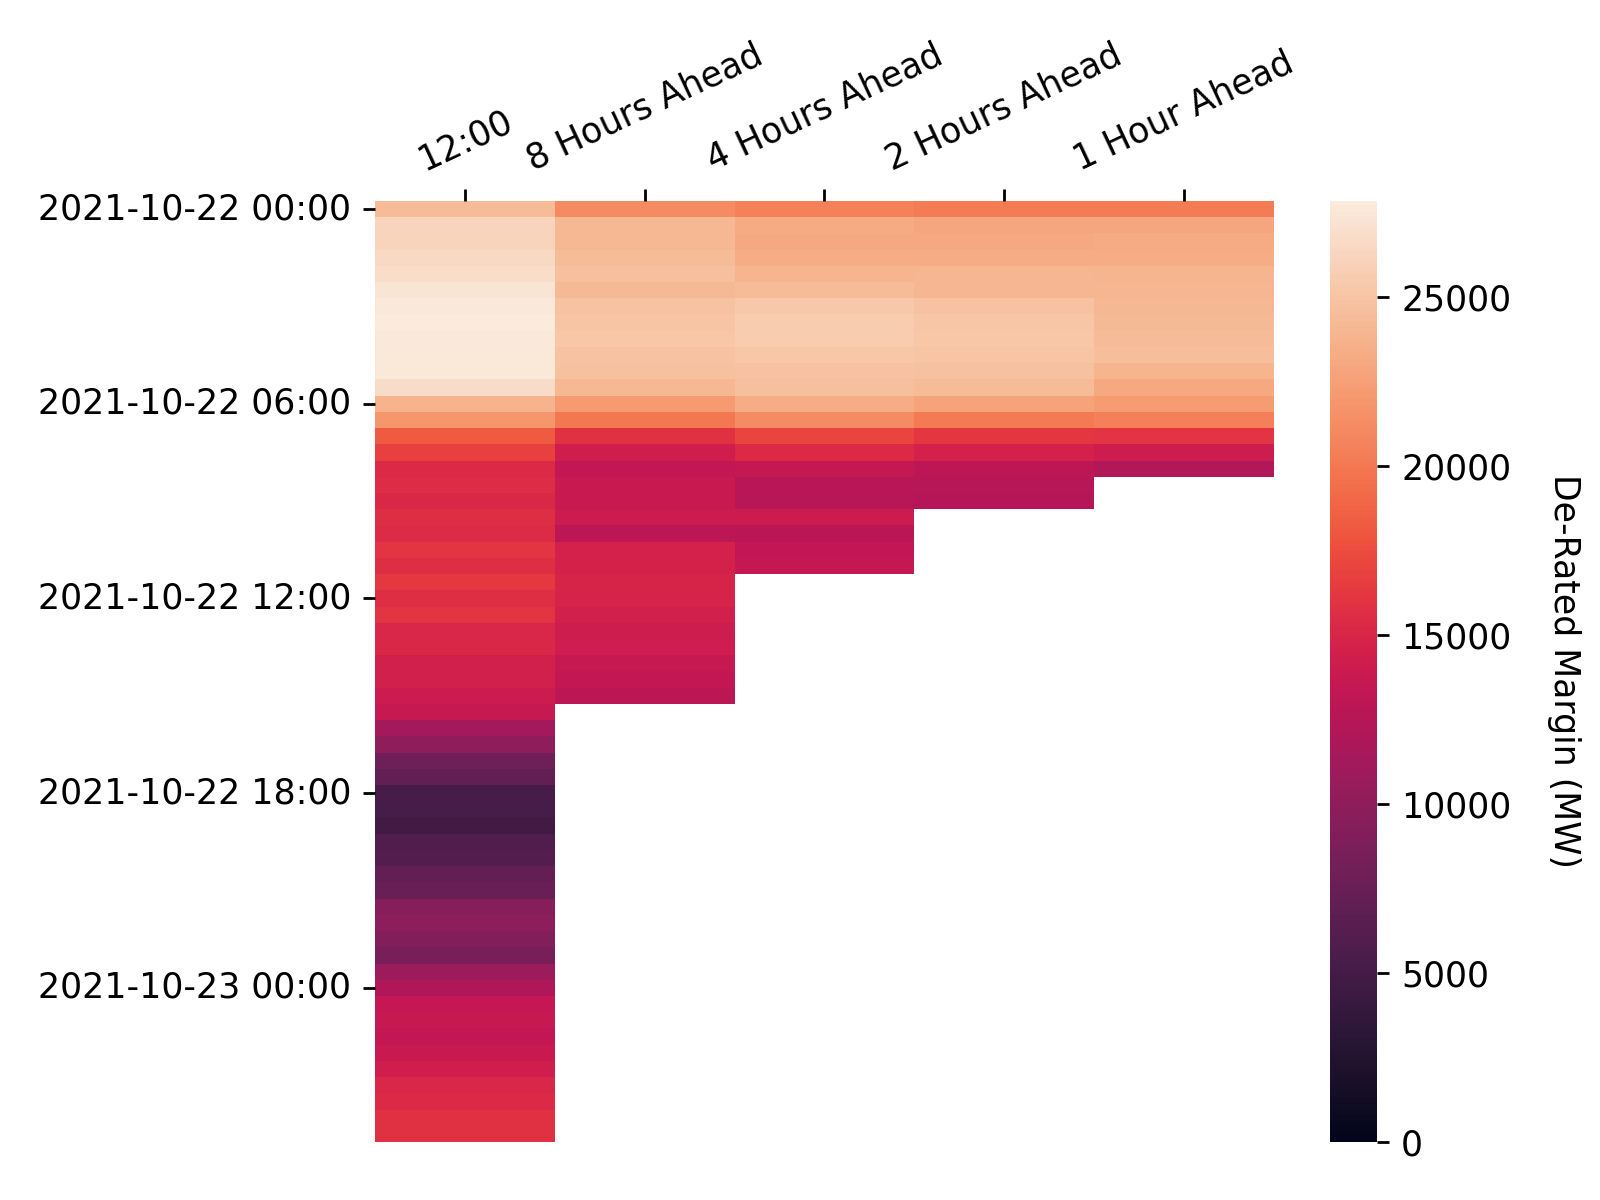 12:00
8 Hours Ahead
4 Hours Ahead
2 Hours Ahead
1 Hour Ahead
2021-10-22 00:00
2021-10-22 06:00
2021-10-22 12:00
2021-10-22 18:00
2021-10-23 00:00
25000
20000
15000
10000
5000
0
De-Rated Margin (MW)